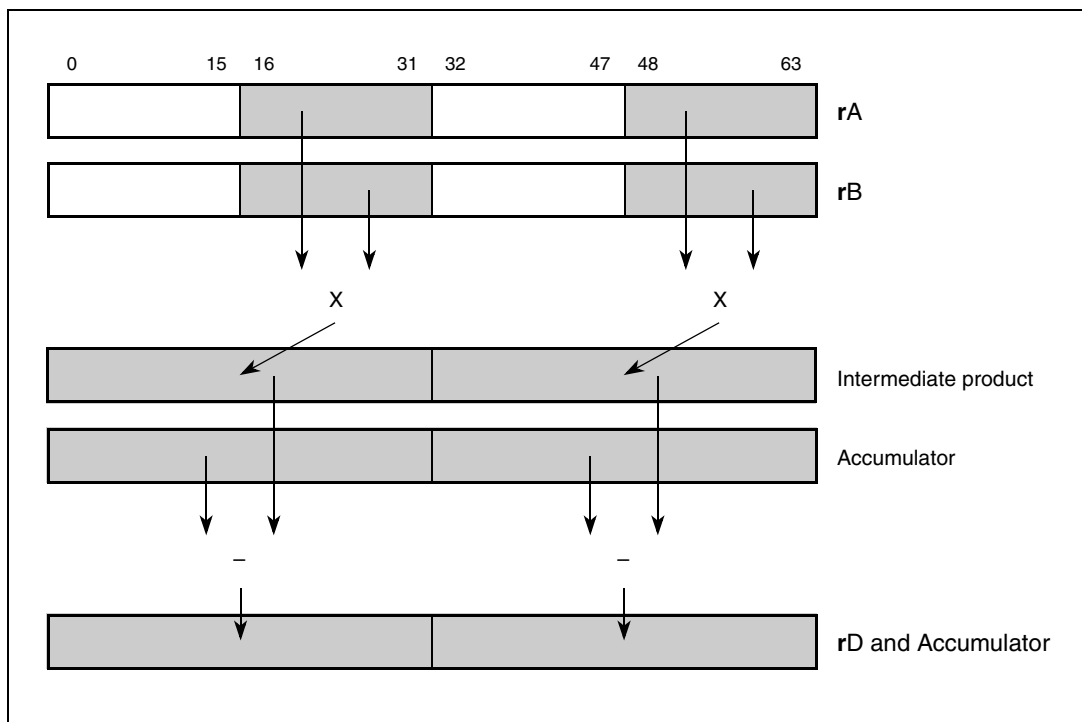 0 15 16 31 32 47 48 63
rA
rB
X X
Intermediate product
Accumulator
– –
rD and Accumulator